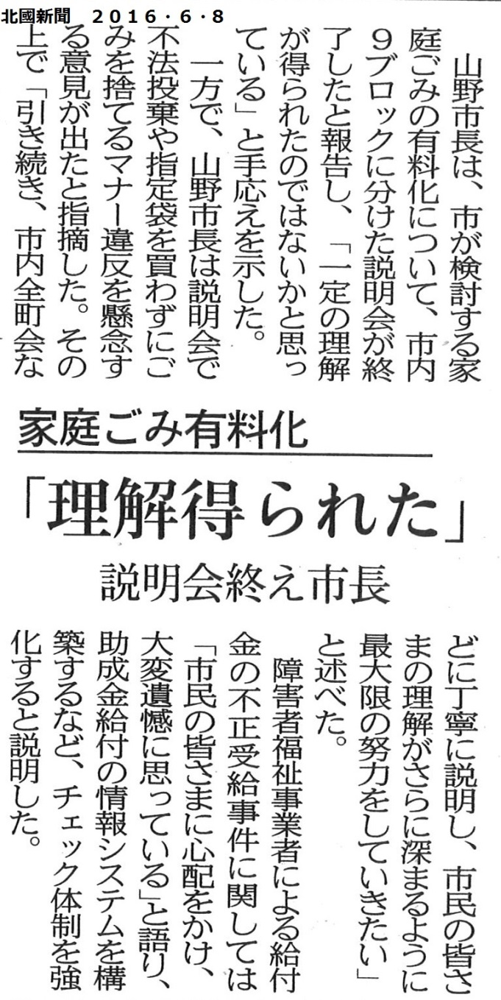 北國新聞　２０１６・６・８
家庭ごみ有料化
「理解得られた」
説明会終え市長
　山野市長は、市が検討する家
庭ごみの有料化について、市内
９ブロックに分けた説明会が終
了したと報告し、「一定の理解
が得られたのではないかと思っ
ている」と手応えを示した。
　一方で、山野市長は説明会で
不法投棄や指定袋を買わずにご
みを捨てるマナー違反を懸念す
る意見が出たと指摘した。その
上で「引き続き、市内全町会な
どに丁寧に説明し、市民の皆さ
まの理解がさらに深まるように
最大限の努力をしていきたい」
と述べた。
　障害者福祉事業者による給付
金の不正受給事件に関しては
「市民の皆さまに心配をかけ、
大変遺憾に思っている」と語り、
助成金給付の情報システムを構
築するなど、チェック体制を強
化すると説明した。